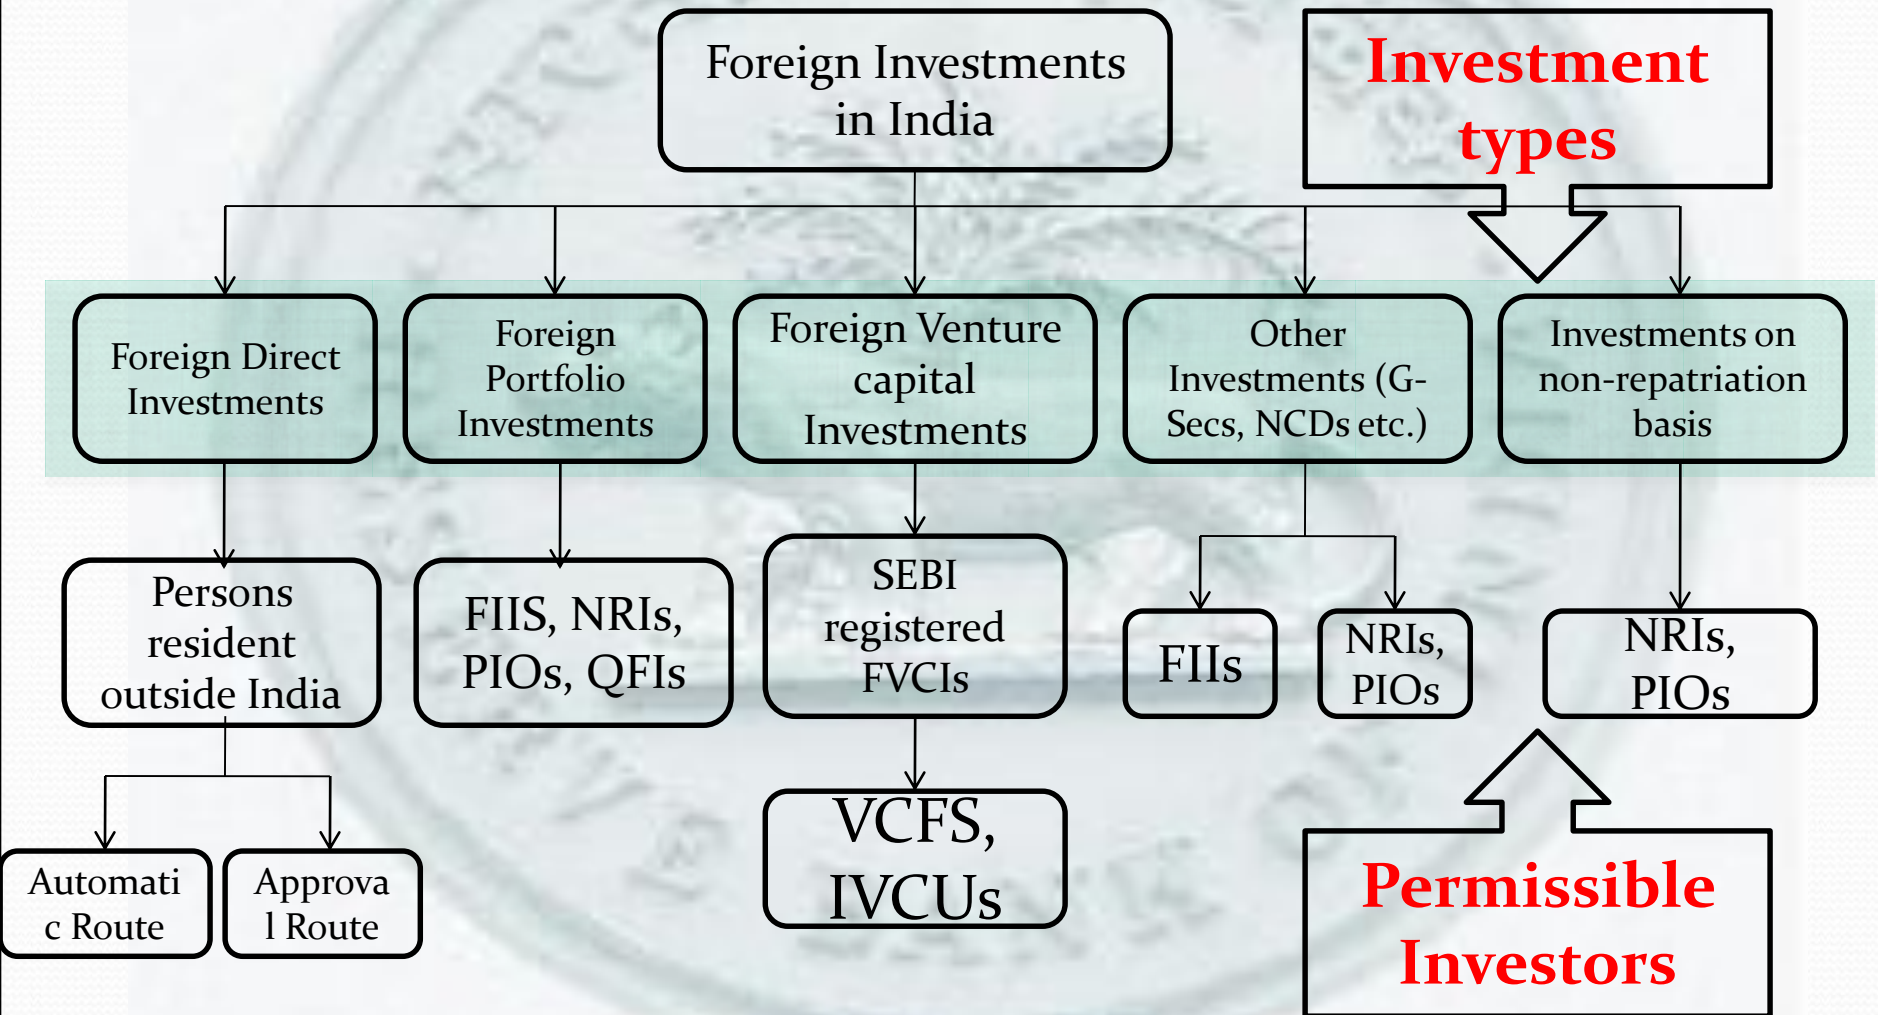 Foreign Investments
in India
Investment
types
Foreign Direct
Investments
Foreign
Portfolio
Investments
Foreign Venture
capital
Investments
Other
Investments (G-
Secs, NCDs etc.)
Investments on
non-repatriation
basis
Persons
resident
outside India
FIIS, NRIs,
PIOs, QFIs
SEBI
registered
FVCIs
FIIs
NRIs,
PIOs
NRIs,
PIOs
Automati
c Route
Approva
l Route
VCFS,
IVCUs
Permissible
Investors